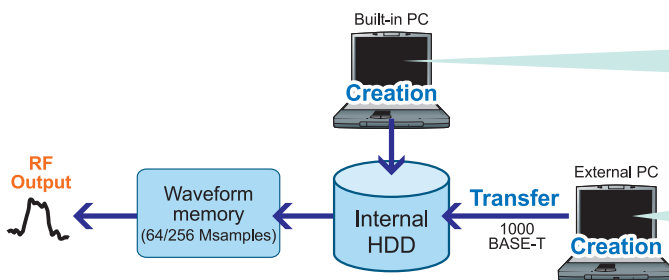 Built-in PC
Creation
RF
Output
Waveform
memory
(64/256 Msamples)
Internal
HDD
Transfer
1000
BASE-T
External PC
Creation